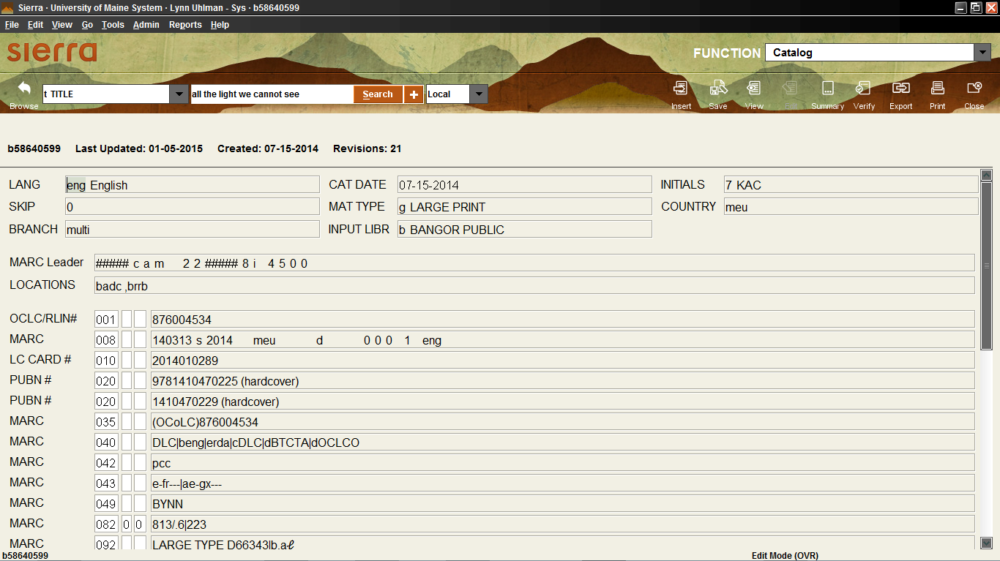 Sierra · University of Maine System · Lynn Uhlman - Sys · b58640599
File Edit View Go Tools Admin Reports Help
sierra
FUNCTION Catalog
Browse t TITLE all the light we cannot see Search + Local Insert Save View Edit Summary Verify Export Print Close
b58640599 Last Updated: 01-05-2015 Created: 07-15-2014 Revisions: 21
LANG eng English CAT DATE 07-15-2014 INITIALS 7 KAC
SKIP 0 MAT TYPE g LARGE PRINT COUNTRY meu
BRANCH multi INPUT LIBR b BANGOR PUBLIC
MARC Leader ##### c a m 2 2 ##### 8 i 4 5 0 0
LOCATIONS badc ,brrb
OCLC/RLIN# 001 876004534
MARC 008 140313 s 2014 meu d 0 0 0 1 eng
LC CARD # 010 2014010289
PUBN # 020 9781410470225 (hardcover)
PUBN # 020 1410470229 (hardcover)
MARC 035 (OCoLC)876004534
MARC 040 DLC|beng|erda|cDLC|dBTCTA|dOCLCO
MARC 042 pcc
MARC 043 e-fr---|ae-gx---
MARC 049 BYNN
MARC 082 0 0 813/.6|223
MARC 092 LARGE TYPE D66343|b.aℓ
b58640599 Edit Mode (OVR)